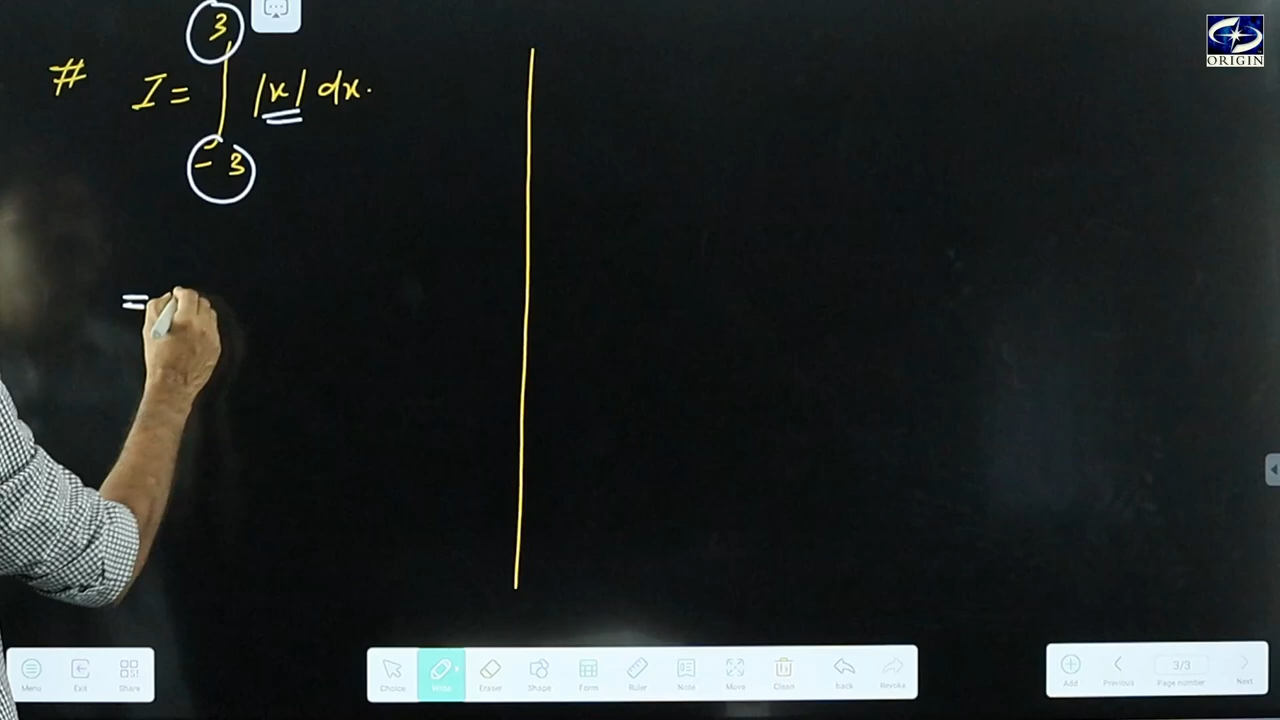 3
# I = ∫ |x| dx.
- 3
=
ORIGIN
Menu Exit Share
Choice Write Eraser Shape Form Ruler Note Move Clean back Revoke
Add Previous 3/3 Page number Next